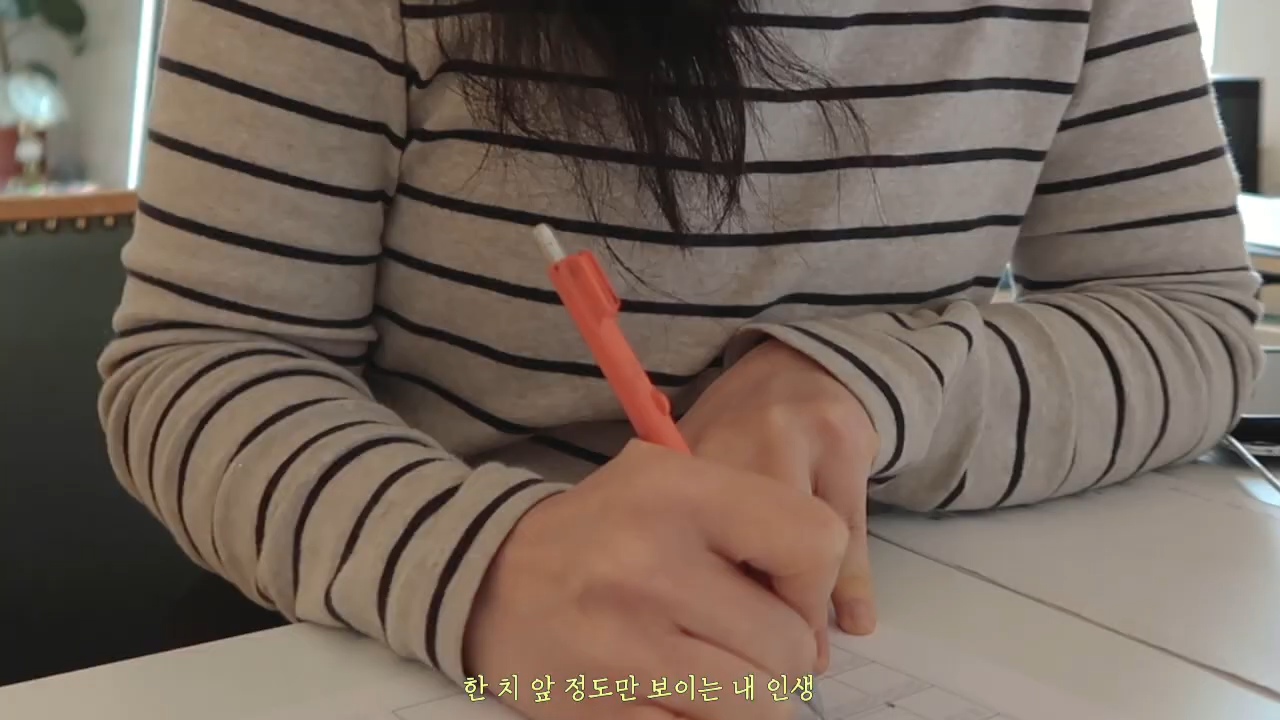 한 치 앞 정도만 보이는 내 인생